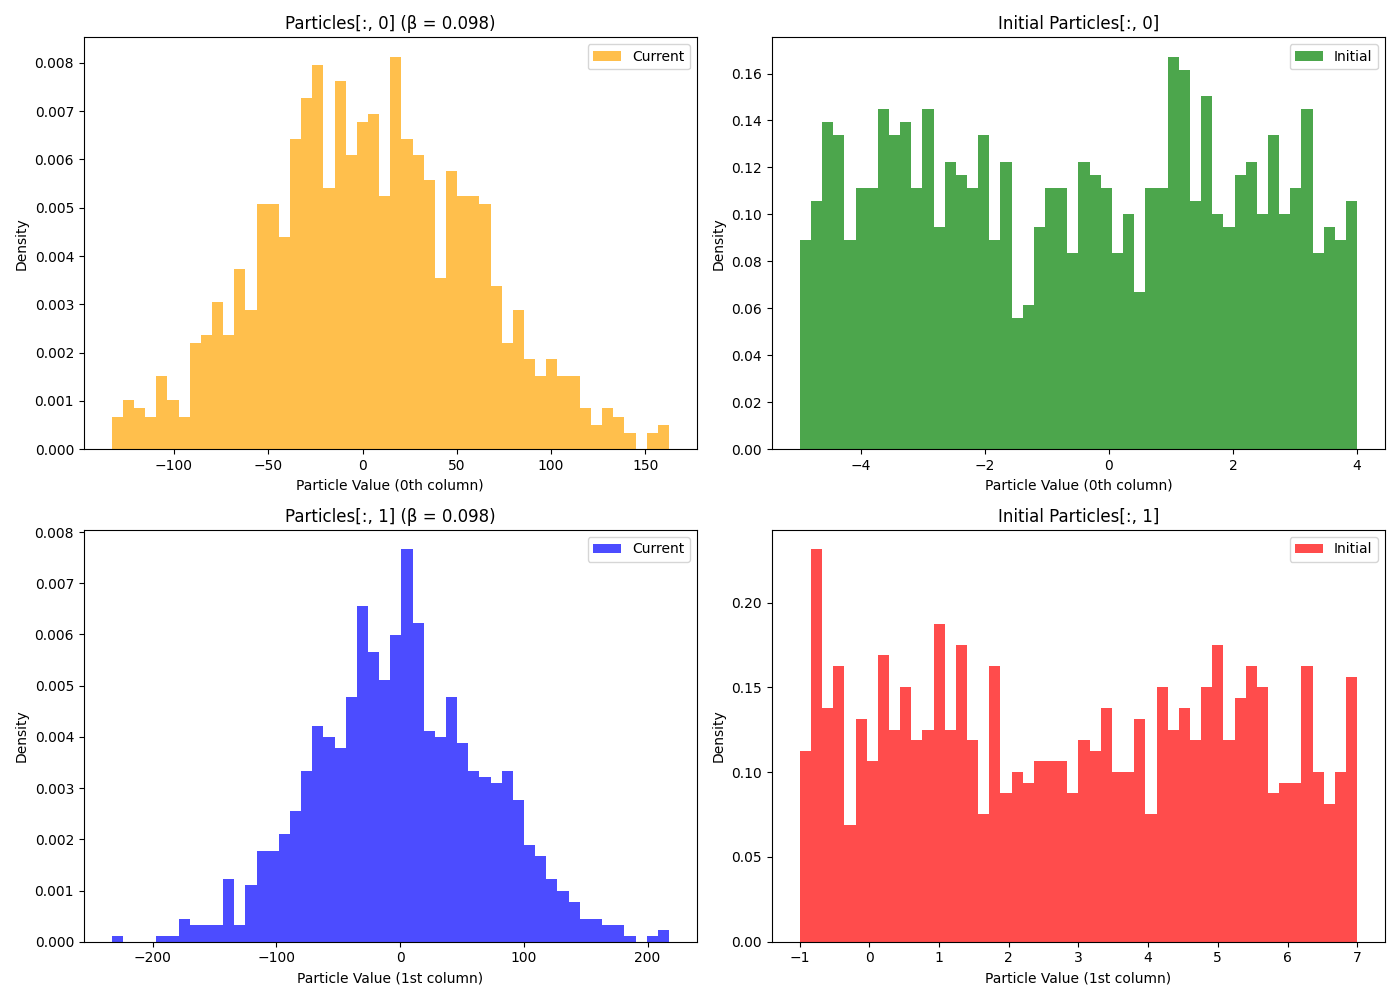 Particles[:, 0] (β = 0.098)
Current
Density
0.008
0.007
0.006
0.005
0.004
0.003
0.002
0.001
0.000
−100 −50 0 50 100 150
Particle Value (0th column)
Initial Particles[:, 0]
Initial
Density
0.16
0.14
0.12
0.10
0.08
0.06
0.04
0.02
0.00
−4 −2 0 2 4
Particle Value (0th column)
Particles[:, 1] (β = 0.098)
Current
Density
0.008
0.007
0.006
0.005
0.004
0.003
0.002
0.001
0.000
−200 −100 0 100 200
Particle Value (1st column)
Initial Particles[:, 1]
Initial
Density
0.20
0.15
0.10
0.05
0.00
−1 0 1 2 3 4 5 6 7
Particle Value (1st column)